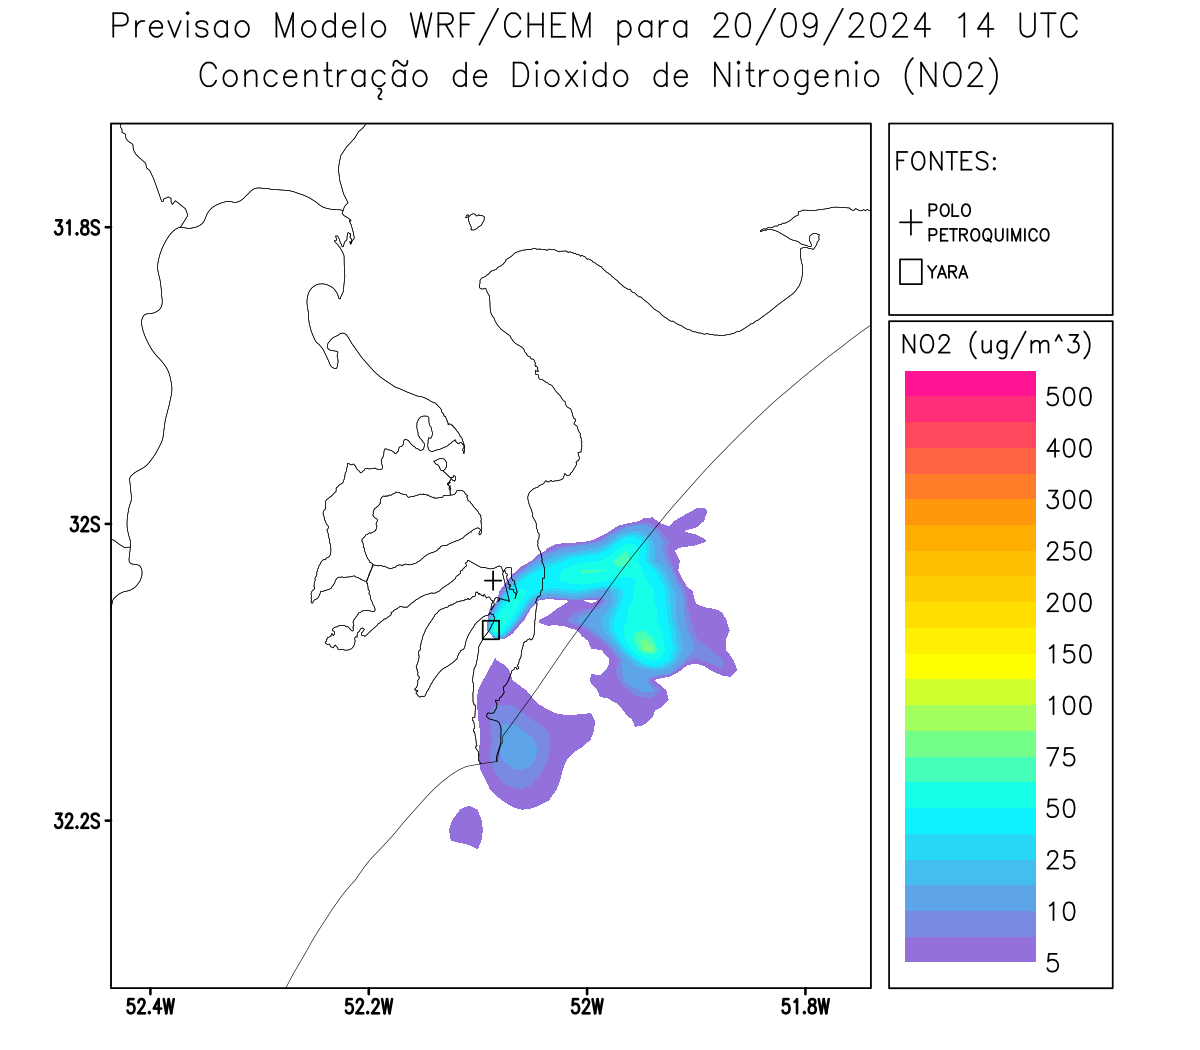 Previsao Modelo WRF/CHEM para 20/09/2024 14 UTC
Concentração de Dioxido de Nitrogenio (NO2)
FONTES:
POLO
PETROQUIMICO
YARA
NO2 (ug/m^3)
500
400
300
250
200
150
100
75
50
25
10
5
31.8S
32S
32.2S
52.4W
52.2W
52W
51.8W